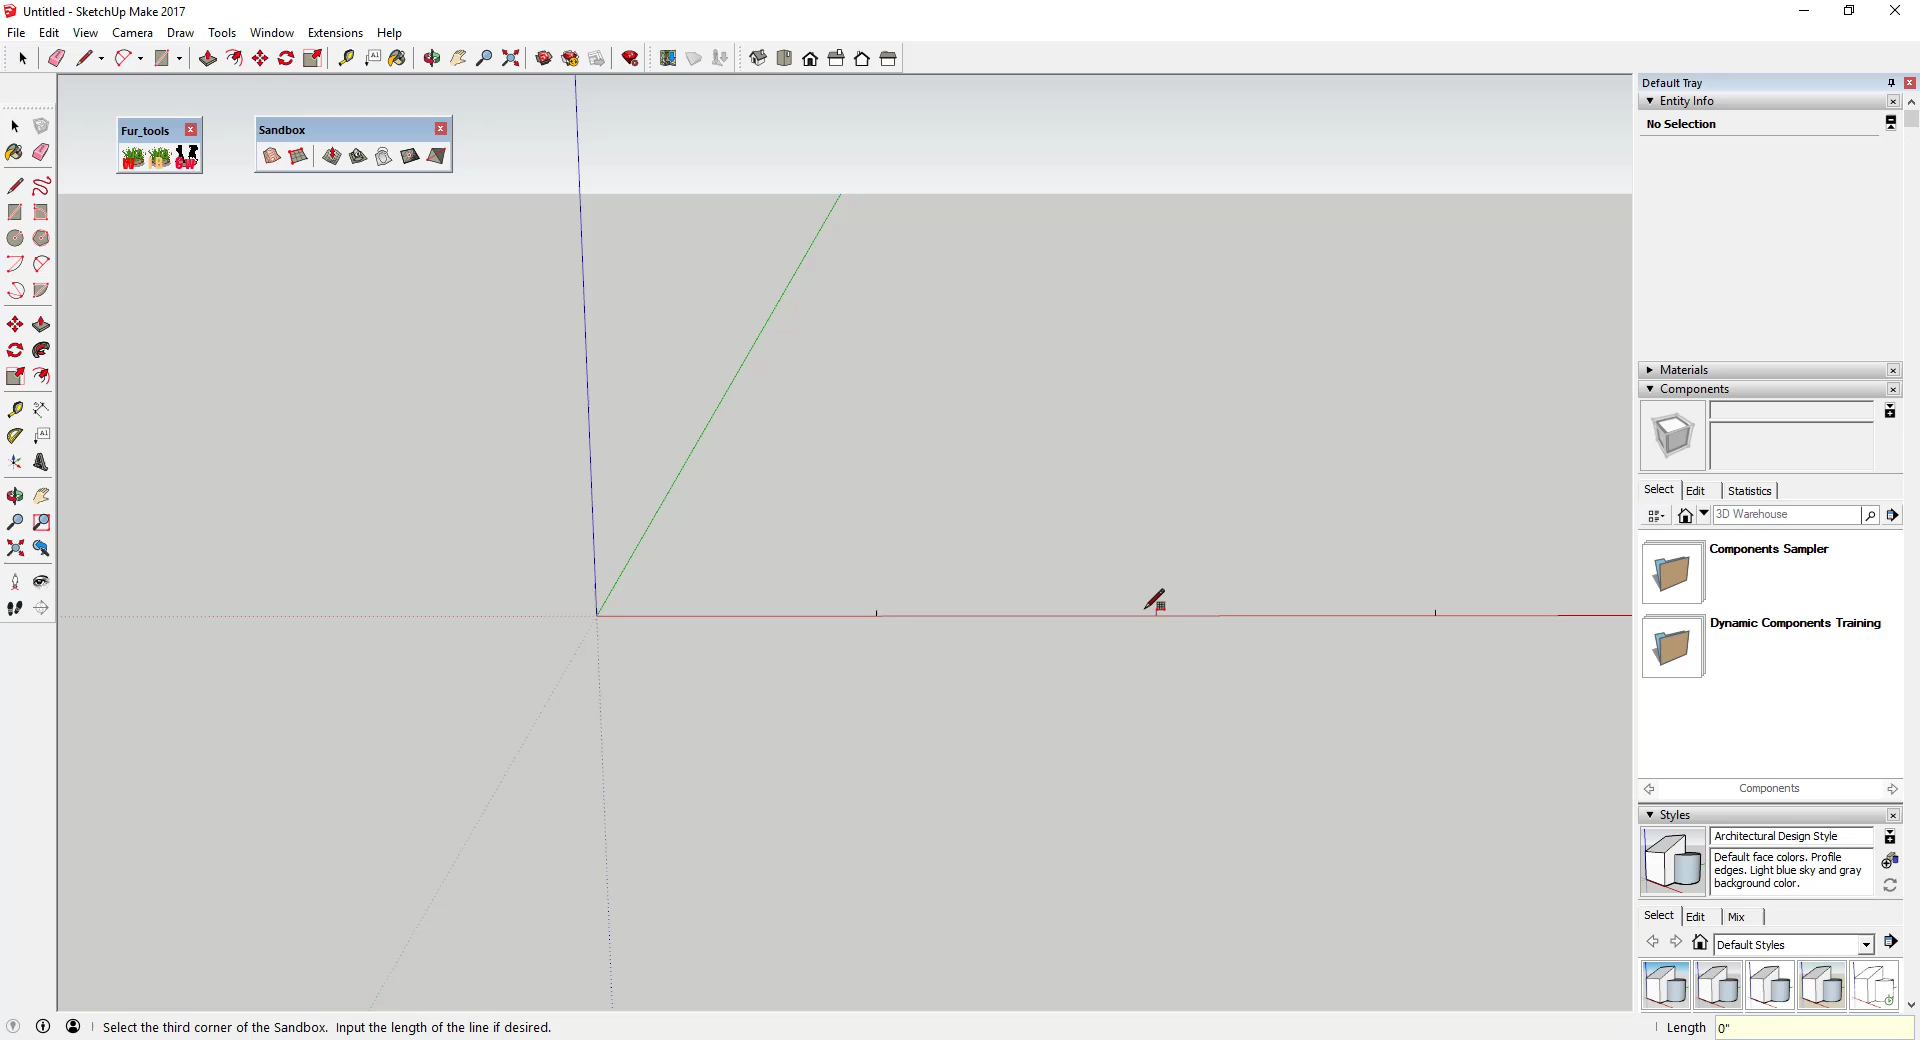 Untitled - SketchUp Make 2017
File Edit View Camera Draw Tools Window Extensions Help
Default Tray
Entity Info
No Selection
Fur_tools
Sandbox
Materials
Components
Select Edit Statistics
3D Warehouse
Components Sampler
Dynamic Components Training
Components
Styles
Architectural Design Style
Default face colors. Profile
edges. Light blue sky and gray
background color.
Select Edit Mix
Default Styles
Select the third corner of the Sandbox. Input the length of the line if desired.
Length 0"